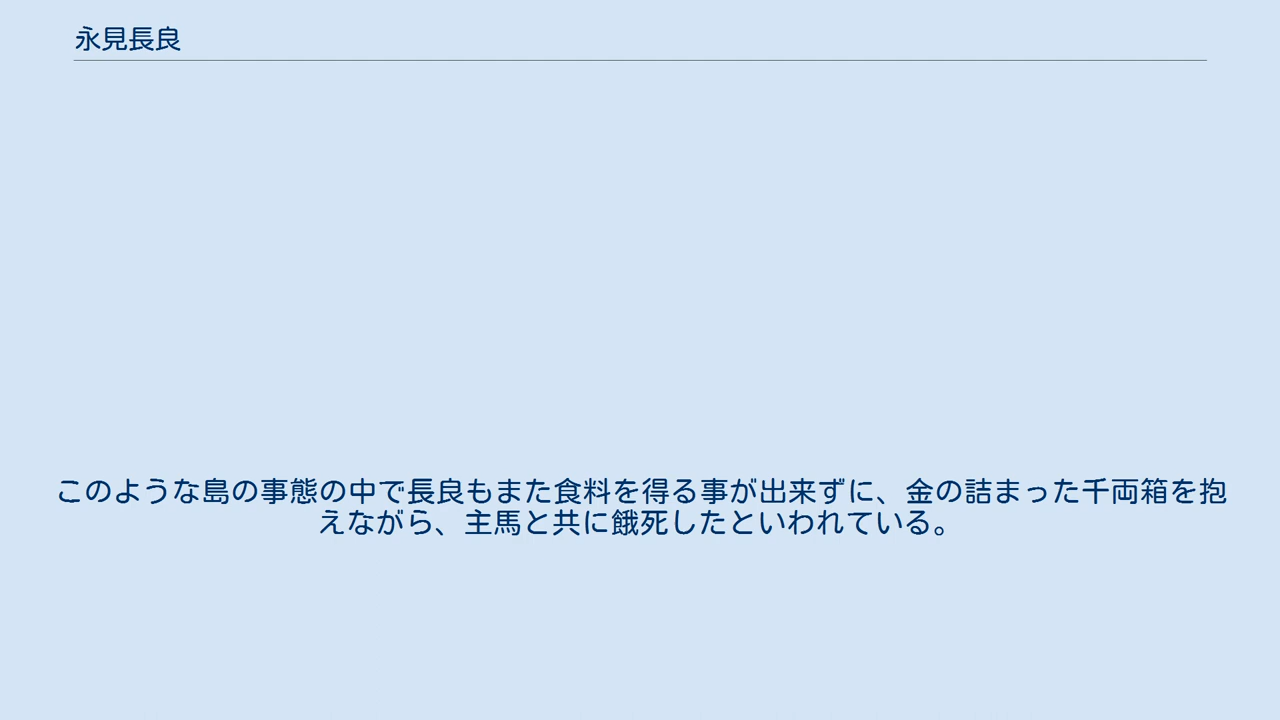 永見長良
このような島の事態の中で長良もまた食料を得る事が出来ずに、金の詰まった千両箱を抱
えながら、主馬と共に餓死したといわれている。